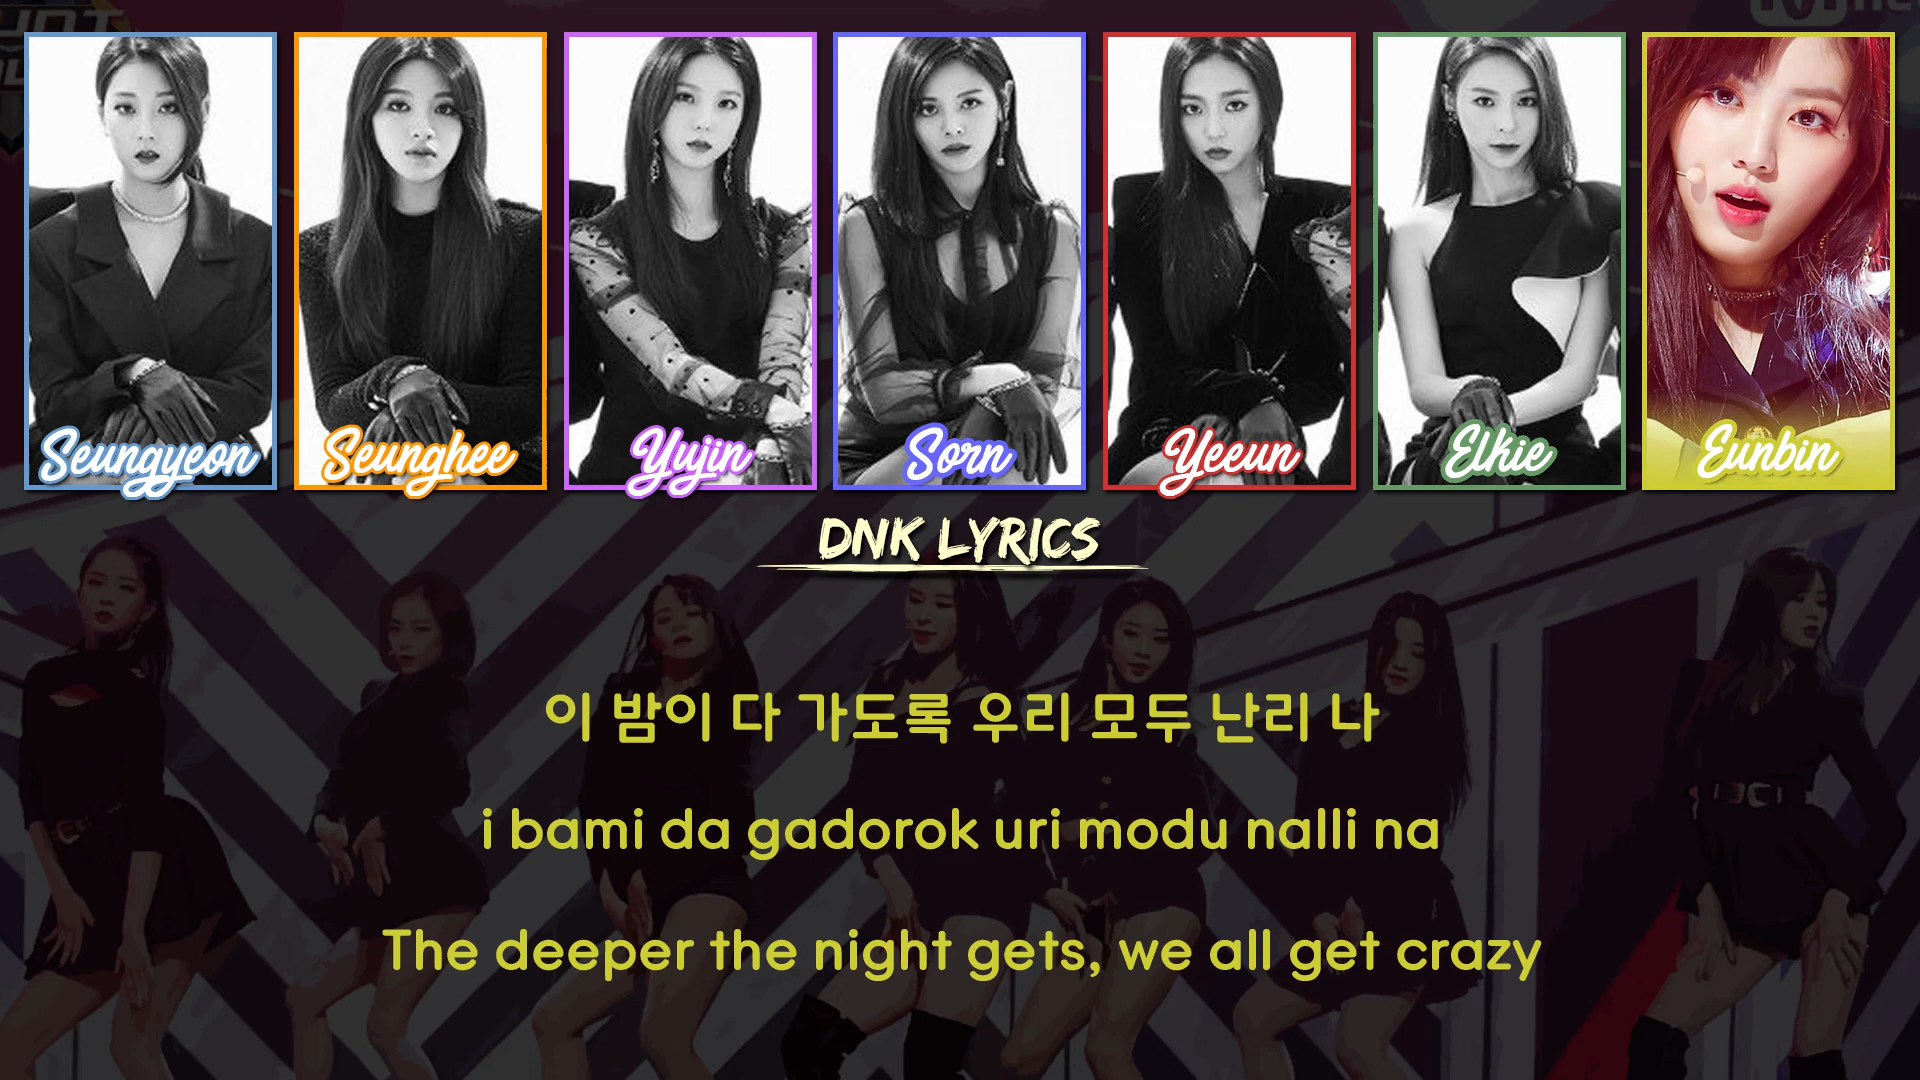 Seungyeon
Seunghee
Yujin
Sorn
Yeeun
Elkie
Eunbin
DNK LYRICS
이 밤이 다 가도록 우리 모두 난리 나
i bami da gadorok uri modu nalli na
The deeper the night gets, we all get crazy